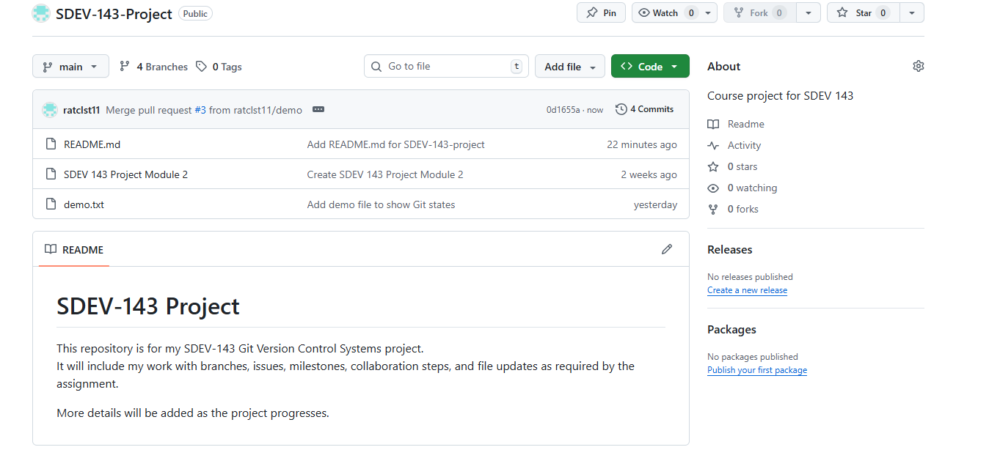 SDEV-143-Project Public Pin Watch 0 Fork 0 Star 0
main 4 Branches 0 Tags Go to file t Add file Code
ratclst11 Merge pull request #3 from ratclst11/demo 0d1655a · now 4 Commits
README.md Add README.md for SDEV-143-project 22 minutes ago
SDEV 143 Project Module 2 Create SDEV 143 Project Module 2 2 weeks ago
demo.txt Add demo file to show Git states yesterday
README
SDEV-143 Project
This repository is for my SDEV-143 Git Version Control Systems project.
It will include my work with branches, issues, milestones, collaboration steps, and file updates as required by the
assignment.
More details will be added as the project progresses.
About
Course project for SDEV 143
Readme
Activity
0 stars
0 watching
0 forks
Releases
No releases published
Create a new release
Packages
No packages published
Publish your first package